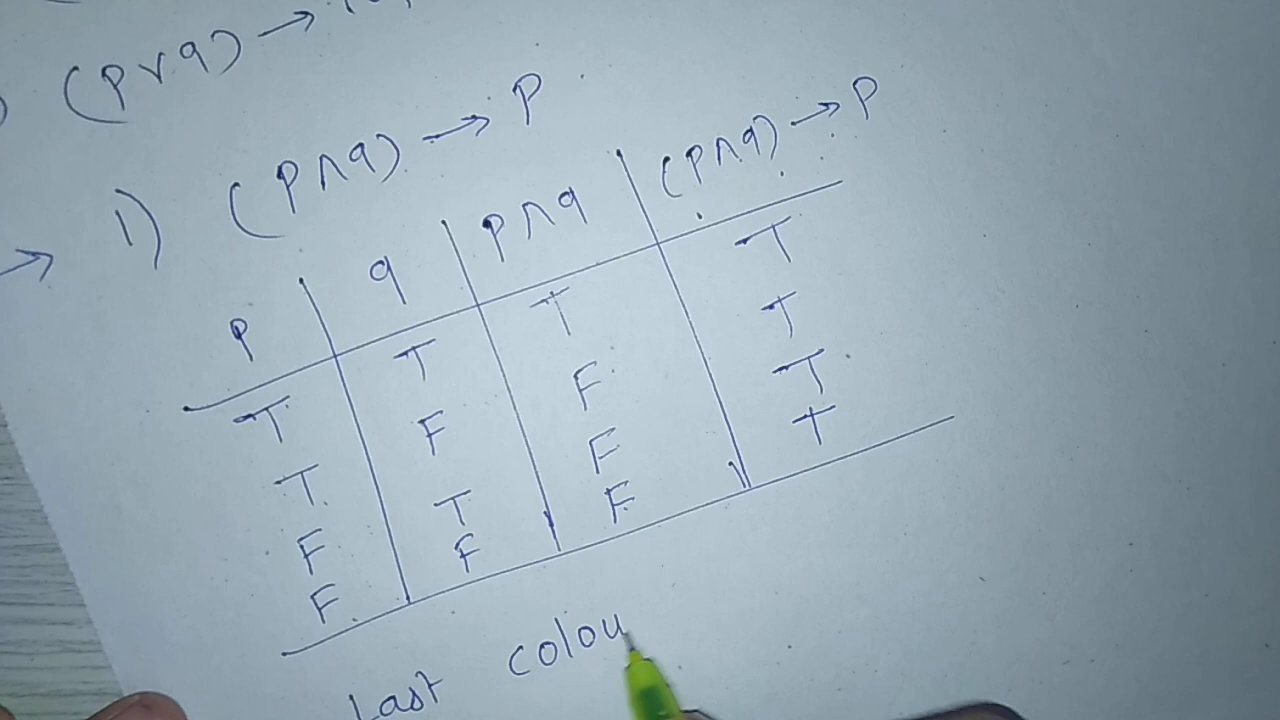 (p∨q) →
1) (p∧q) → p
p q p∧q (p∧q) → p
T T T T
T F F T
F T F T
F F F T
Last colou